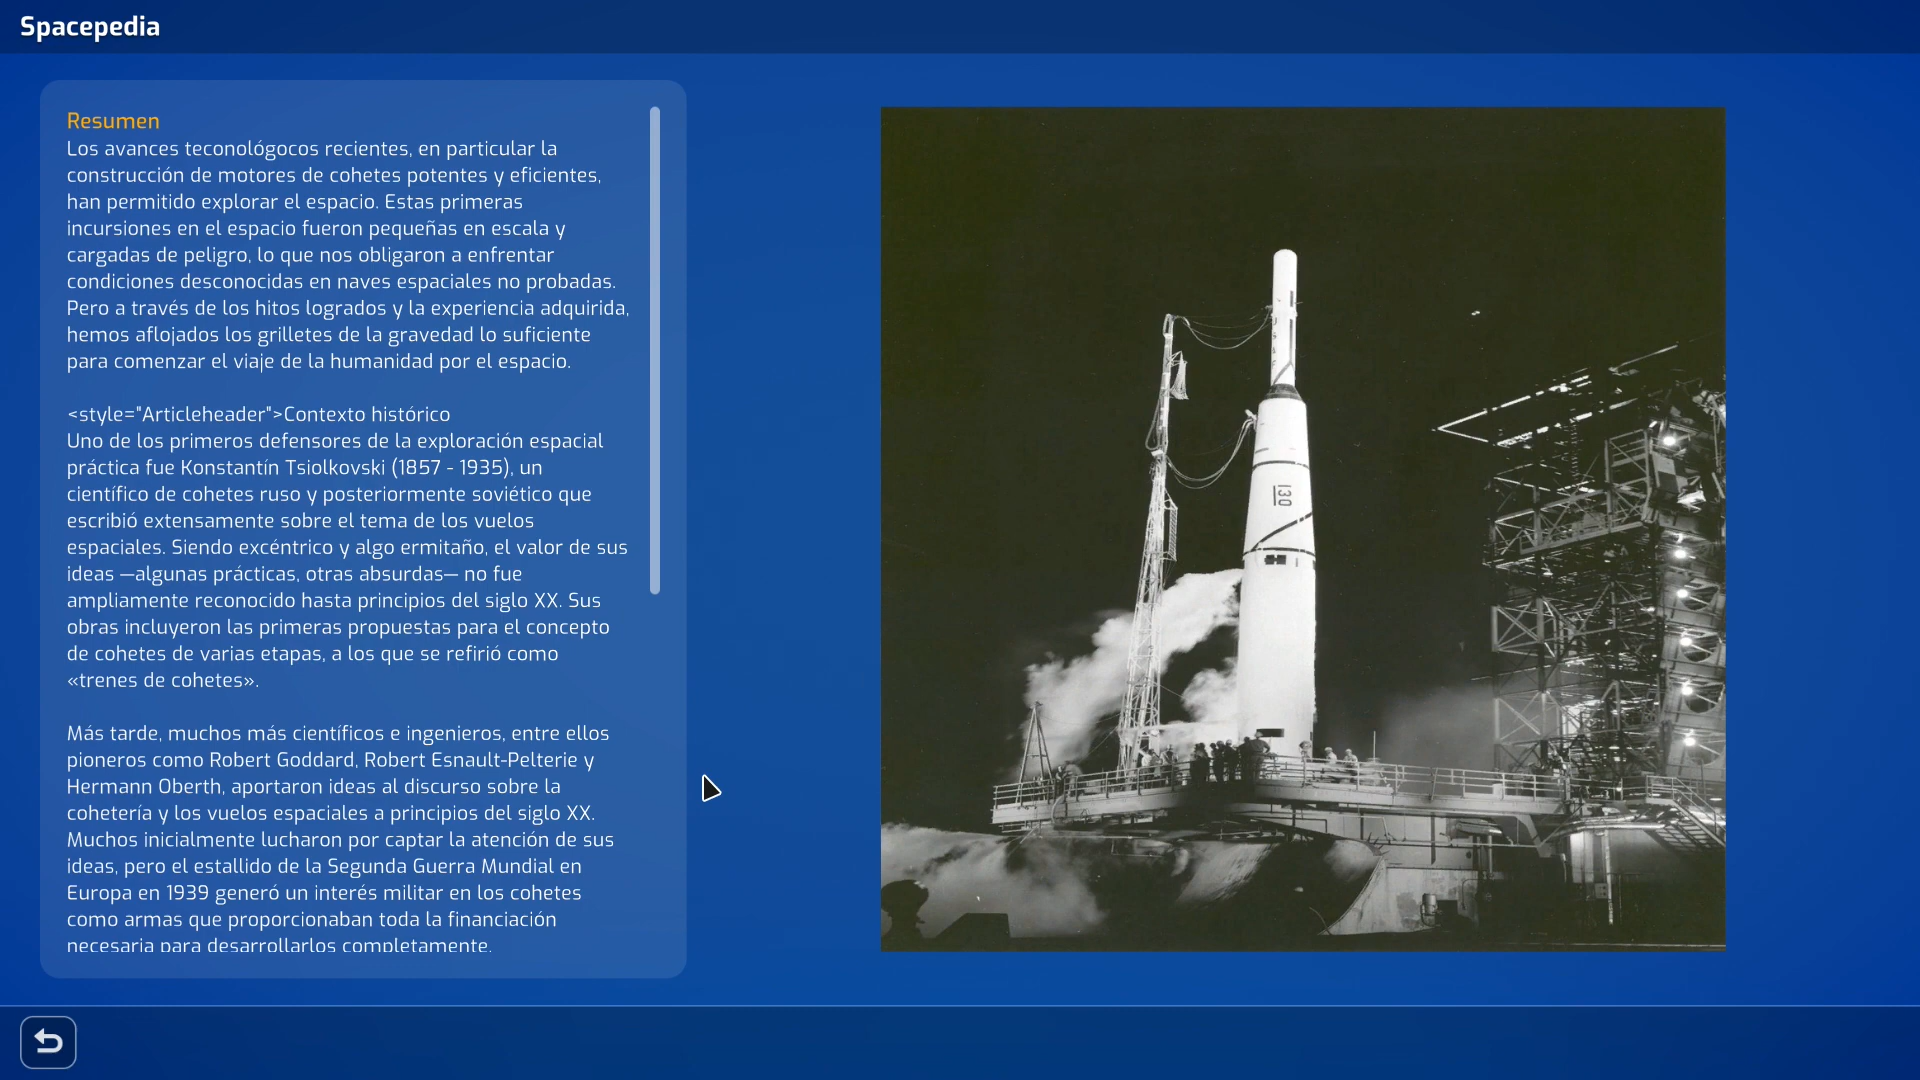 Spacepedia
Resumen
Los avances teconológocos recientes, en particular la
construcción de motores de cohetes potentes y eficientes,
han permitido explorar el espacio. Estas primeras
incursiones en el espacio fueron pequeñas en escala y
cargadas de peligro, lo que nos obligaron a enfrentar
condiciones desconocidas en naves espaciales no probadas.
Pero a través de los hitos logrados y la experiencia adquirida,
hemos aflojados los grilletes de la gravedad lo suficiente
para comenzar el viaje de la humanidad por el espacio.
<style="Articleheader">Contexto histórico
Uno de los primeros defensores de la exploración espacial
práctica fue Konstantín Tsiolkovski (1857 - 1935), un
científico de cohetes ruso y posteriormente soviético que
escribió extensamente sobre el tema de los vuelos
espaciales. Siendo excéntrico y algo ermitaño, el valor de sus
ideas —algunas prácticas, otras absurdas— no fue
ampliamente reconocido hasta principios del siglo XX. Sus
obras incluyeron las primeras propuestas para el concepto
de cohetes de varias etapas, a los que se refirió como
«trenes de cohetes».
Más tarde, muchos más científicos e ingenieros, entre ellos
pioneros como Robert Goddard, Robert Esnault-Pelterie y
Hermann Oberth, aportaron ideas al discurso sobre la
cohetería y los vuelos espaciales a principios del siglo XX.
Muchos inicialmente lucharon por captar la atención de sus
ideas, pero el estallido de la Segunda Guerra Mundial en
Europa en 1939 generó un interés militar en los cohetes
como armas que proporcionaban toda la financiación
necesaria para desarrollarlos completamente.
130